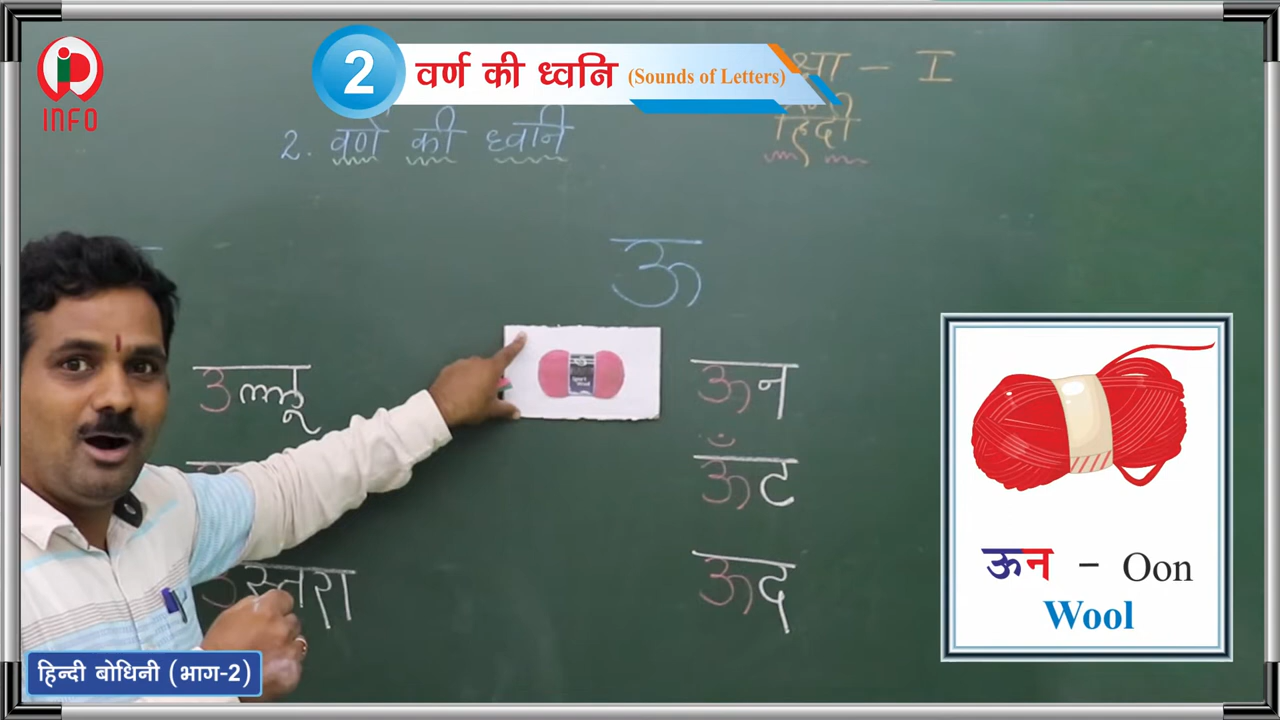 INFO
2 वर्ण की ध्वनि (Sounds of Letters)
क्षा – I
2. वर्ण की ध्वनि
हिंदी
ऊ
उल्लू
ऊन
ऊँट
उस्तरा
ऊद
ऊन – Oon
Wool
हिन्दी बोधिनी (भाग-2)